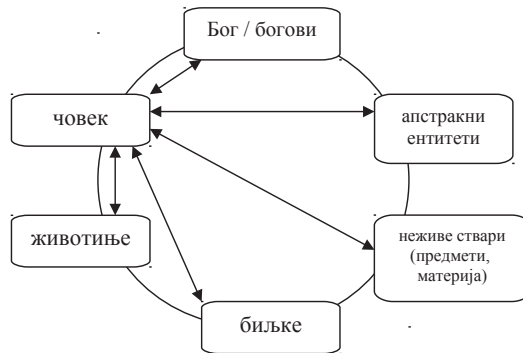 Бог / богови
човек
апстракни
ентитети
животиње
неживе ствари
(предмети,
материја)
биљке